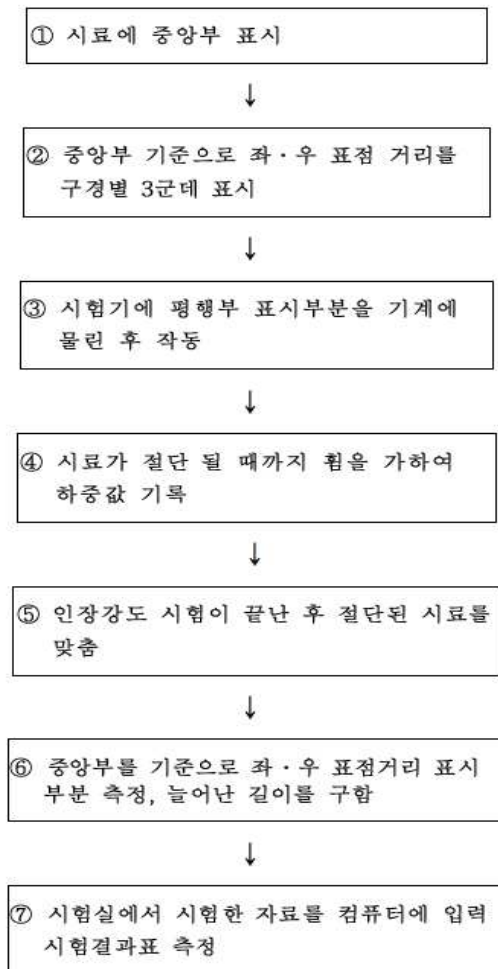 ① 시료에 중앙부 표시
↓
② 중앙부 기준으로 좌·우 표점 거리를
구경별 3군데 표시
↓
③ 시험기에 평행부 표시부분을 기계에
물린 후 작동
↓
④ 시료가 절단 될 때까지 휨을 가하여
하중값 기록
↓
⑤ 인장강도 시험이 끝난 후 절단된 시료를
맞춤
↓
⑥ 중앙부를 기준으로 좌·우 표점거리 표시
부분 측정, 늘어난 길이를 구함
↓
⑦ 시험실에서 시험한 자료를 컴퓨터에 입력
시험결과표 측정